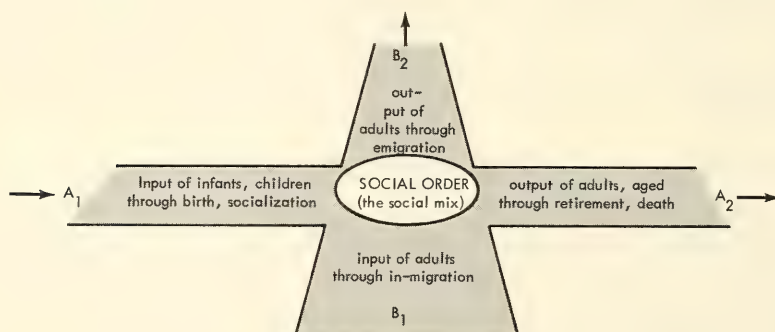 B2
out-
put of
adults through
emigration
A1
Input of infants, children
through birth, socialization
SOCIAL ORDER
(the social mix)
output of adults, aged
through retirement, death
A2
input of adults
through in-migration
B1